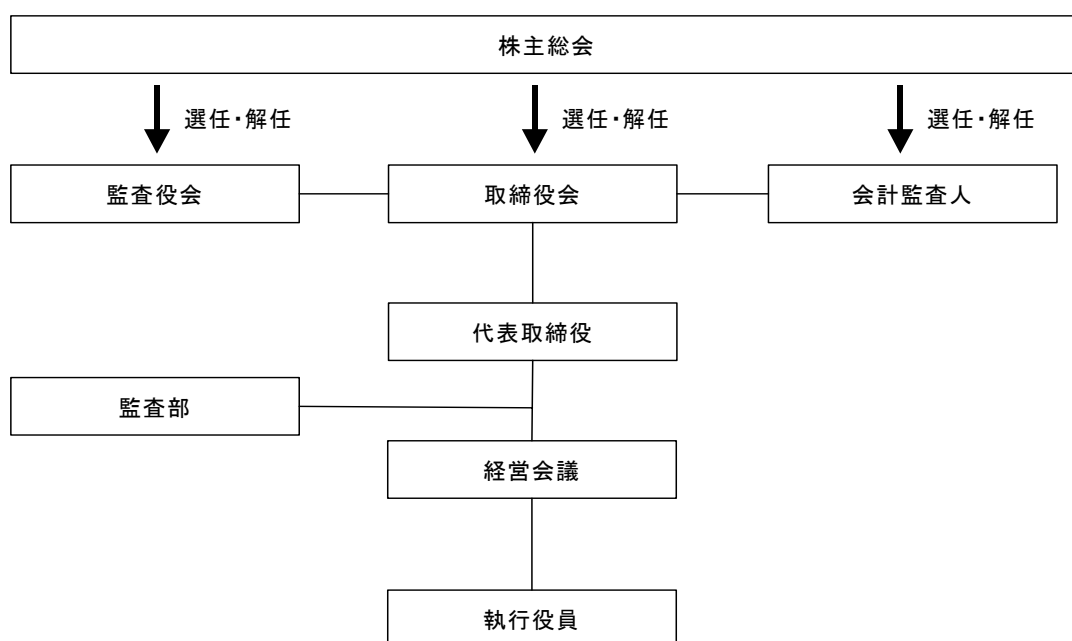 株主総会
選任・解任
選任・解任
選任・解任
監査役会
取締役会
会計監査人
代表取締役
監査部
経営会議
執行役員